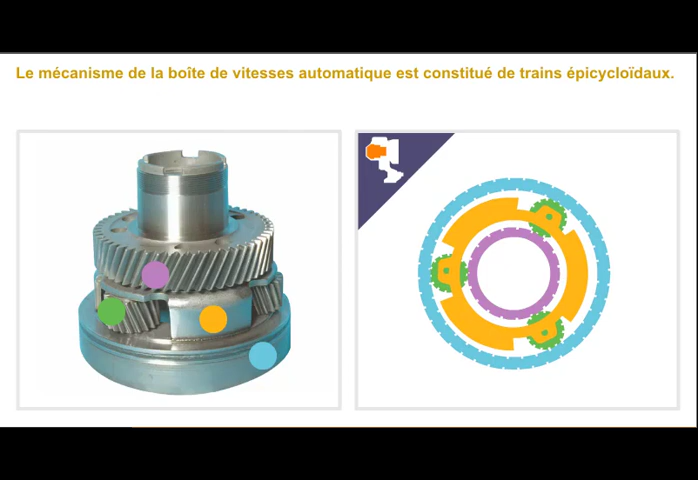 Le mécanisme de la boîte de vitesses automatique est constitué de trains épicycloïdaux.